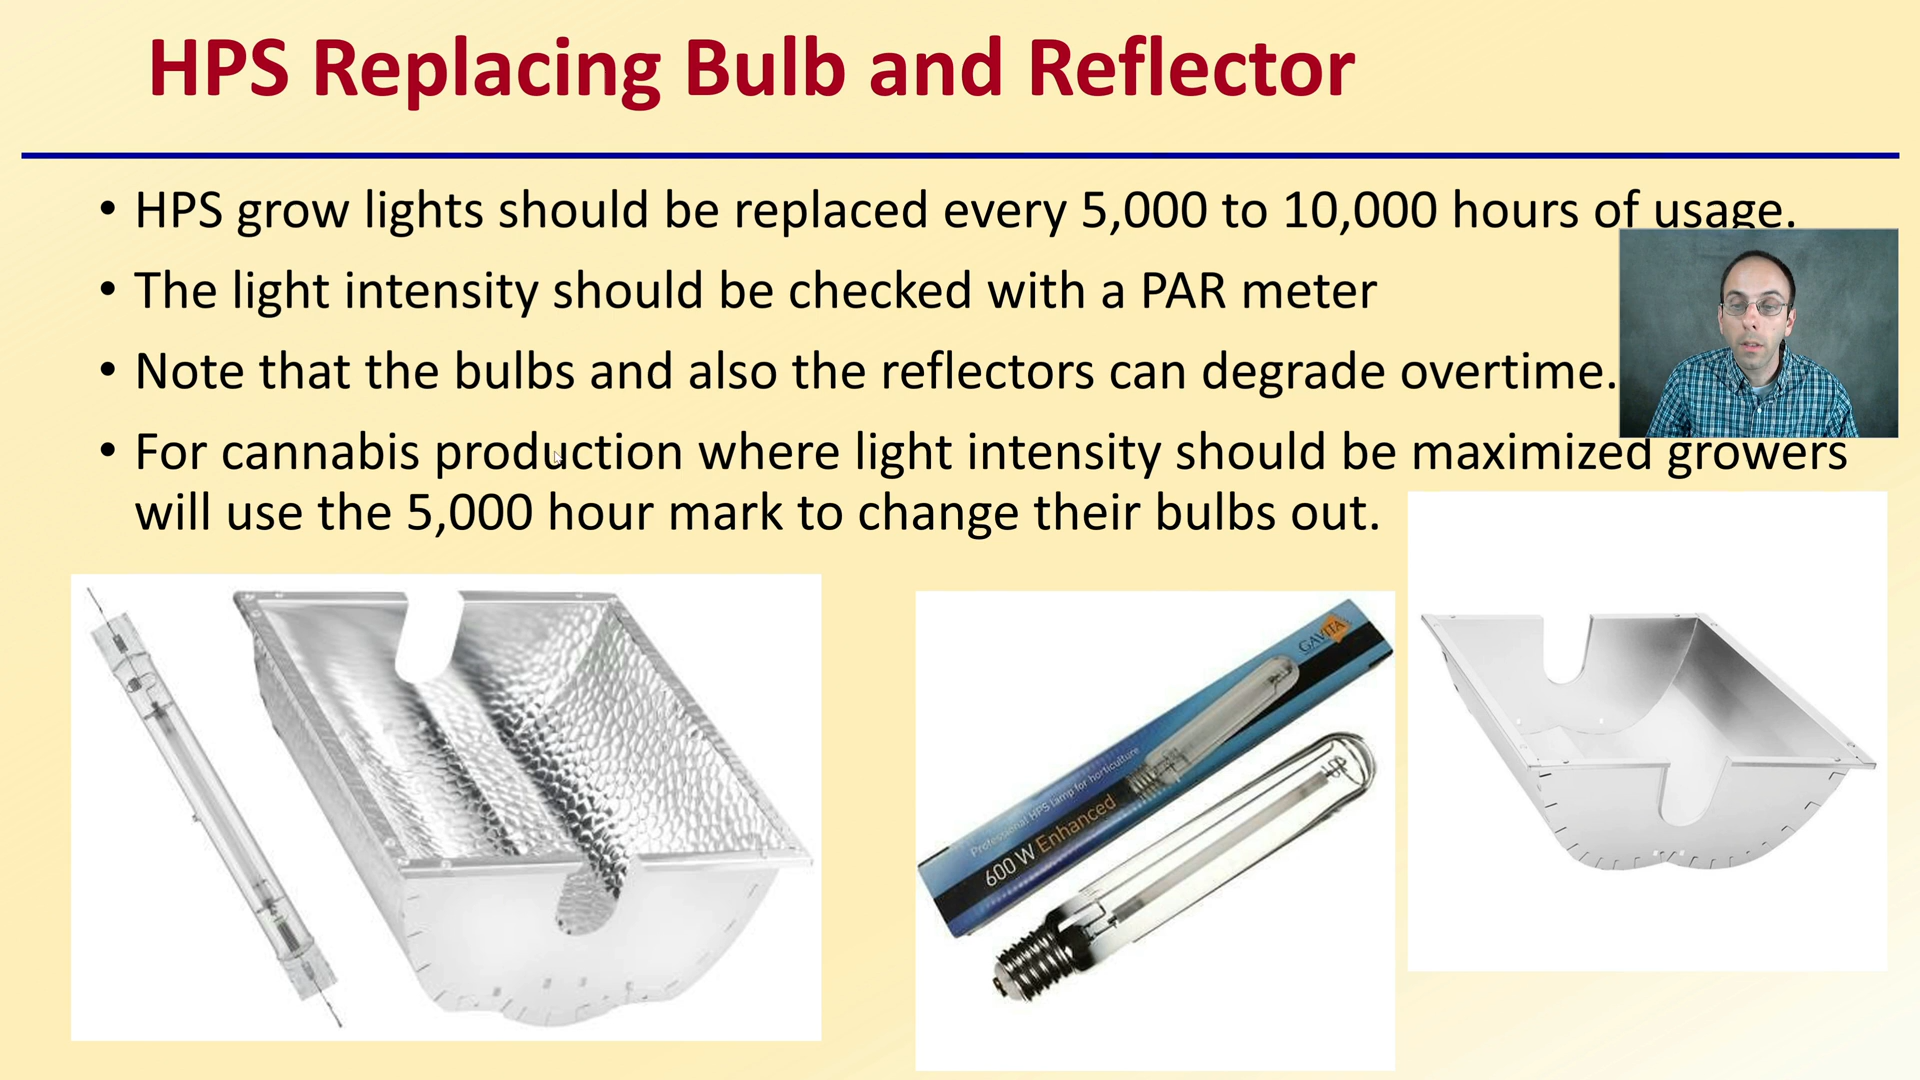 HPS Replacing Bulb and Reflector
• HPS grow lights should be replaced every 5,000 to 10,000 hours of usage.
• The light intensity should be checked with a PAR meter
• Note that the bulbs and also the reflectors can degrade overtime.
• For cannabis production where light intensity should be maximized growers
will use the 5,000 hour mark to change their bulbs out.
GAVITA
Professional HPS lamp for horticulture
600 W Enhanced